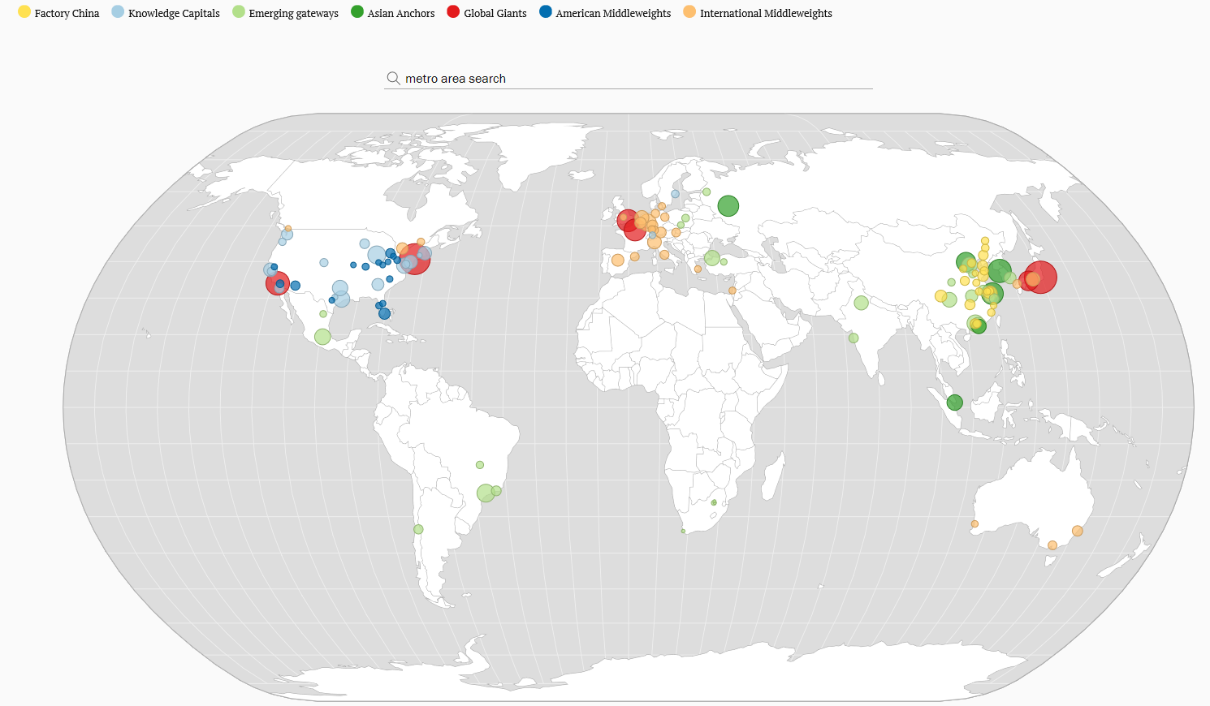 Factory China Knowledge Capitals Emerging gateways Asian Anchors Global Giants American Middleweights International Middleweights
metro area search